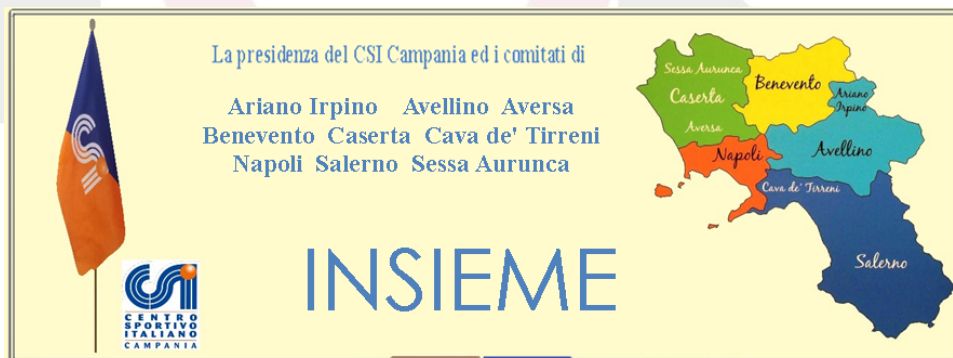 La presidenza del CSI Campania ed i comitati di
Ariano Irpino Avellino Aversa
Benevento Caserta Cava de' Tirreni
Napoli Salerno Sessa Aurunca
INSIEME
CSI
CSI
CENTRO
SPORTIVO
ITALIANO
CAMPANIA
Sessa Aurunca
Caserta
Aversa
Benevento
Ariano
Irpino
Napoli
Avellino
Cava de' Tirreni
Salerno